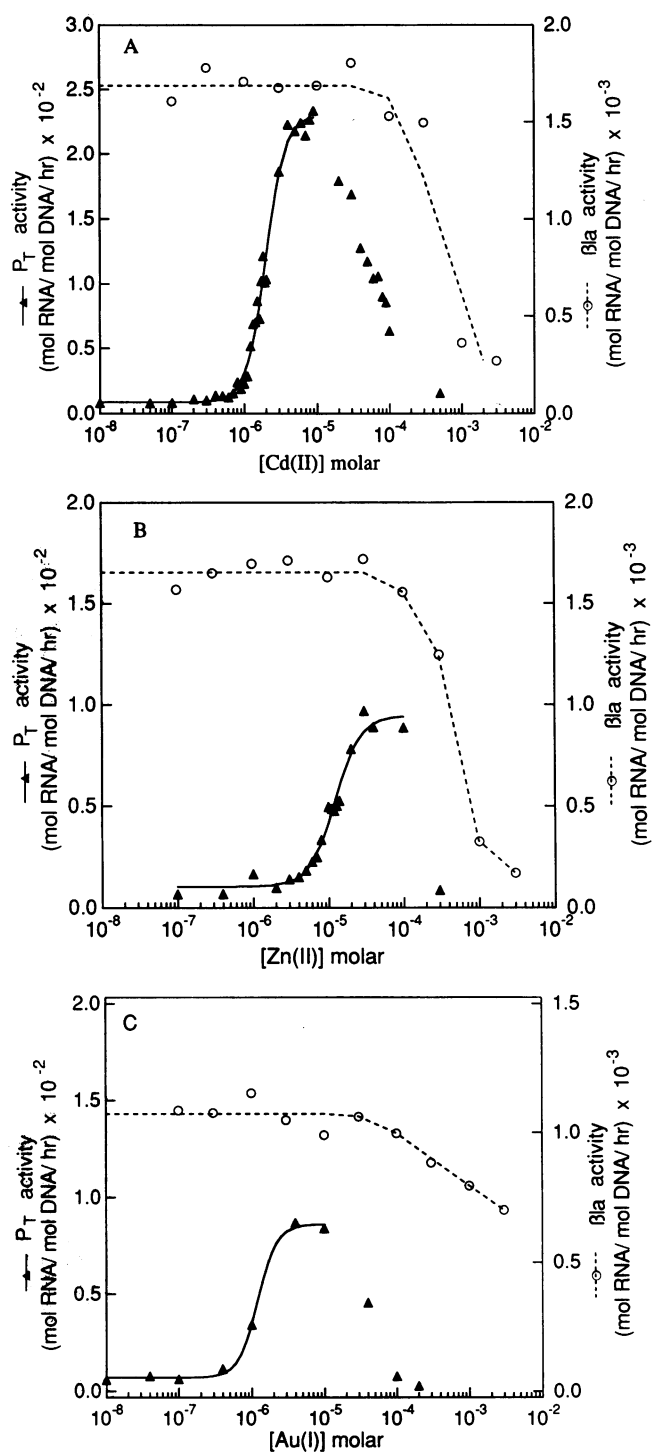 A
3.0
2.5
2.0
1.5
1.0
0.5
0.0
P_T activity
(mol RNA/ mol DNA/ hr) x 10^-2
2.0
1.5
1.0
0.5
0.0
βla activity
(mol RNA/ mol DNA/ hr) x 10^-3
10^-8 10^-7 10^-6 10^-5 10^-4 10^-3 10^-2
[Cd(II)] molar
B
2.0
1.5
1.0
0.5
0.0
P_T activity
(mol RNA/ mol DNA/ hr) x 10^-2
2.0
1.5
1.0
0.5
0.0
βla activity
(mol RNA/ mol DNA/ hr) x 10^-3
10^-8 10^-7 10^-6 10^-5 10^-4 10^-3 10^-2
[Zn(II)] molar
C
2.0
1.5
1.0
0.5
0.0
P_T activity
(mol RNA/ mol DNA/ hr) x 10^-2
1.5
1.0
0.5
0.0
βla activity
(mol RNA/ mol DNA/ hr) x 10^-3
10^-8 10^-7 10^-6 10^-5 10^-4 10^-3 10^-2
[Au(I)] molar